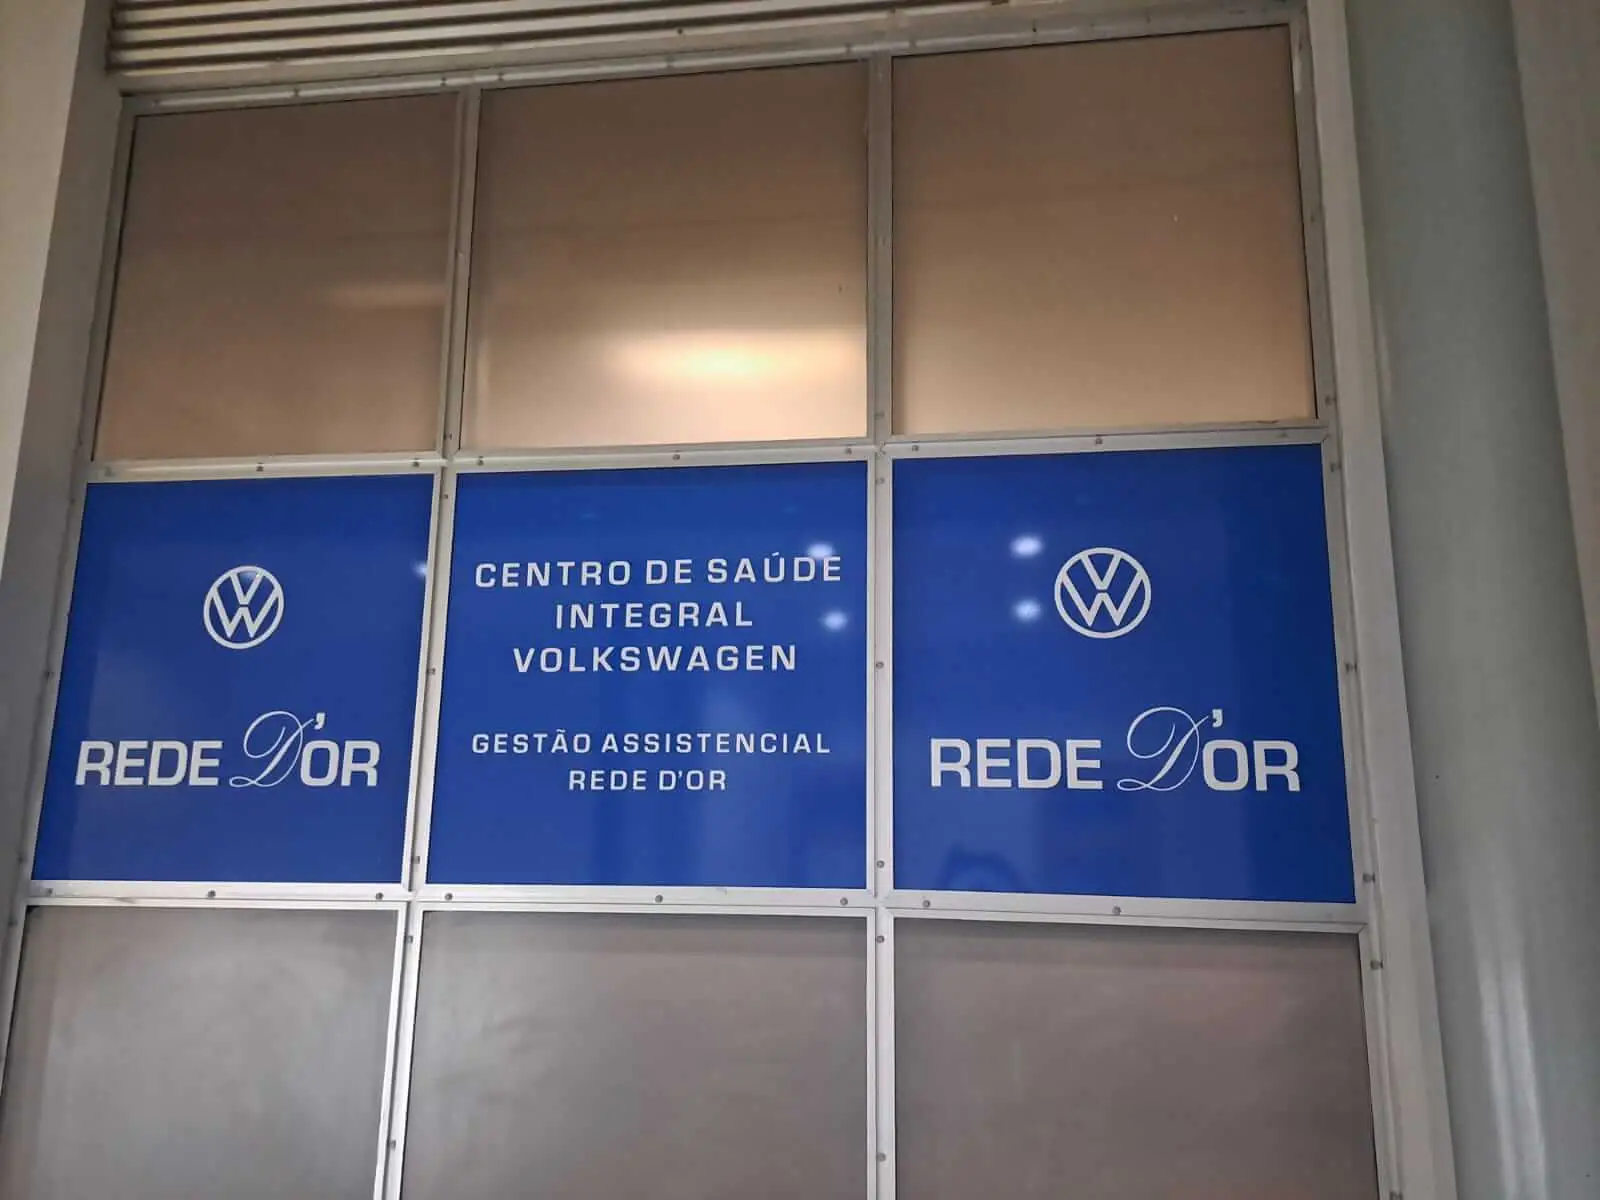 REDE D'OR
CENTRO DE SAÚDE
INTEGRAL
VOLKSWAGEN
GESTÃO ASSISTENCIAL
REDE D'OR
REDE D'OR